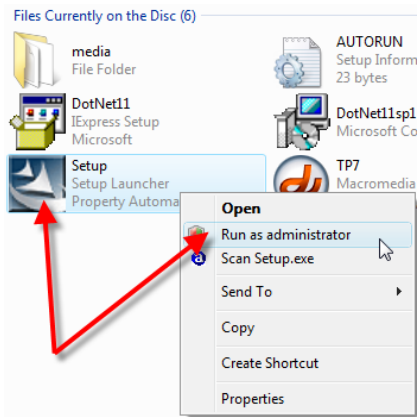 Files Currently on the Disc (6)
media
File Folder
AUTORUN
Setup Inform
23 bytes
DotNet11
IExpress Setup
Microsoft
DotNet11sp1
Microsoft Co
Setup
Setup Launcher
Property Automa
TP7
Macromedia
Open
Run as administrator
Scan Setup.exe
Send To
Copy
Create Shortcut
Properties